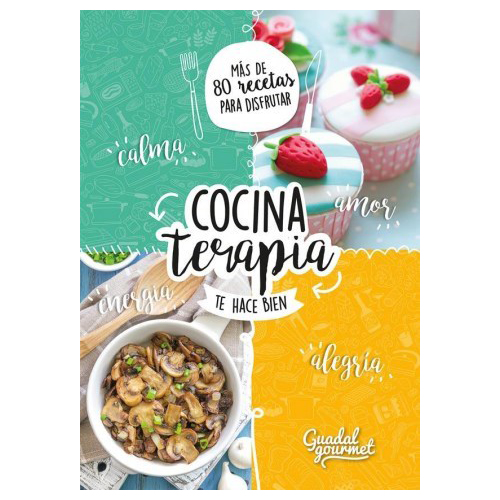 MÁS DE
80 recetas
PARA DISFRUTAR
calma
COCINA
terapia
TE HACE BIEN
amor
energía
alegría
Guadal
gourmet